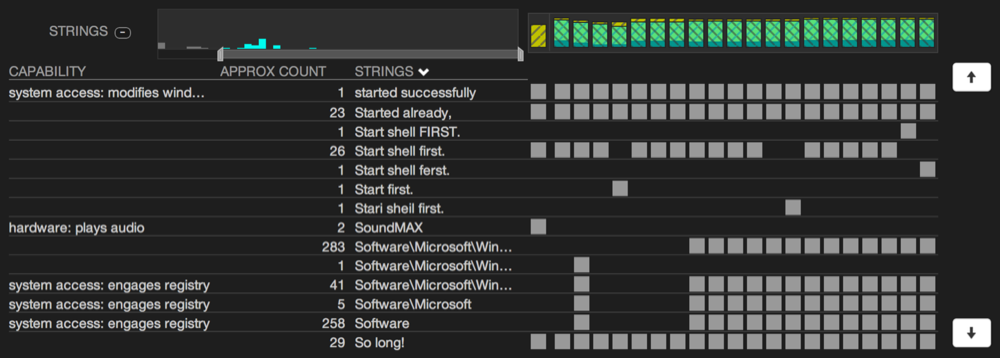 STRINGS
CAPABILITY APPROX COUNT STRINGS
system access: modifies wind... 1 started successfully
23 Started already,
1 Start shell FIRST.
26 Start shell first.
1 Start shell ferst.
1 Start first.
1 Stari sheil first.
hardware: plays audio 2 SoundMAX
283 Software\Microsoft\Win...
1 Software\Microsoft\Win...
system access: engages registry 41 Software\Microsoft\Win...
system access: engages registry 5 Software\Microsoft
system access: engages registry 258 Software
29 So long!